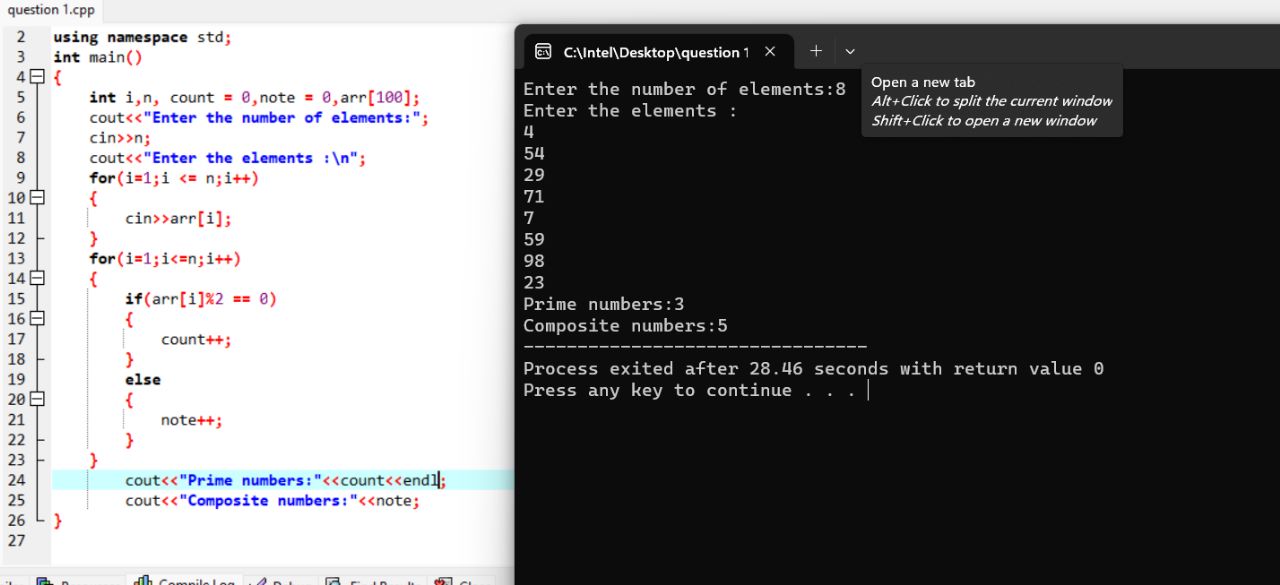 question 1.cpp
2 using namespace std;
3 int main()
4 {
5 int i,n, count = 0,note = 0,arr[100];
6 cout<<"Enter the number of elements:";
7 cin>>n;
8 cout<<"Enter the elements :\n";
9 for(i=1;i <= n;i++)
10 {
11 cin>>arr[i];
12 }
13 for(i=1;i<=n;i++)
14 {
15 if(arr[i]%2 == 0)
16 {
17 count++;
18 }
19 else
20 {
21 note++;
22 }
23 }
24 cout<<"Prime numbers:"<<count<<endl;
25 cout<<"Composite numbers:"<<note;
26 }
27
C:\Intel\Desktop\question 1
Open a new tab
Alt+Click to split the current window
Shift+Click to open a new window
Enter the number of elements:8
Enter the elements :
4
54
29
71
7
59
98
23
Prime numbers:3
Composite numbers:5
--------------------------------
Process exited after 28.46 seconds with return value 0
Press any key to continue . . .
Compile Log